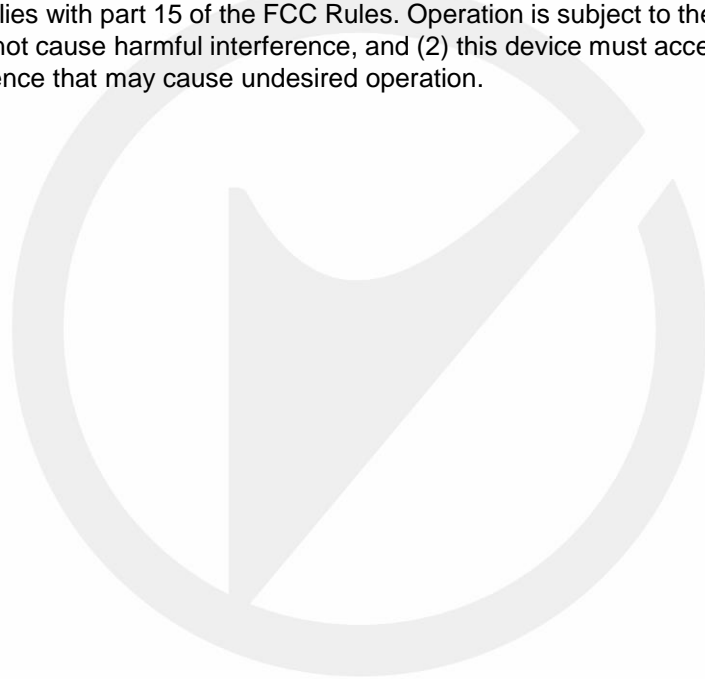 lies with part 15 of the FCC Rules. Operation is subject to the
not cause harmful interference, and (2) this device must acce
ence that may cause undesired operation.